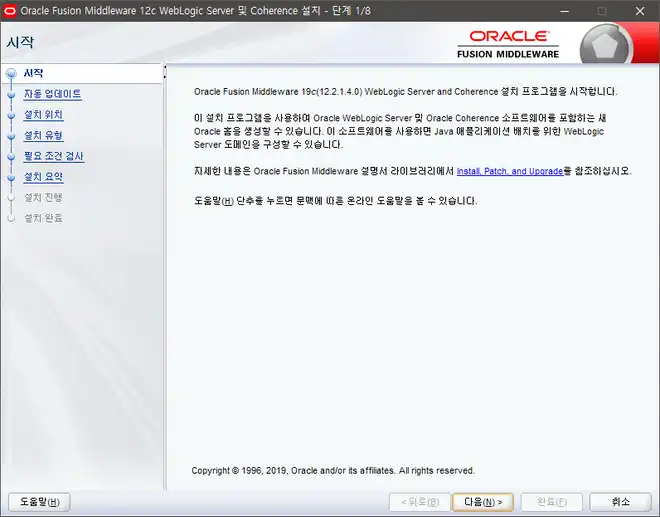 Oracle Fusion Middleware 12c WebLogic Server 및 Coherence 설치 - 단계 1/8
시작
ORACLE
FUSION MIDDLEWARE
시작
자동 업데이트
설치 위치
설치 유형
필요 조건 검사
설치 요약
설치 진행
설치 완료
Oracle Fusion Middleware 19c(12.2.1.4.0) WebLogic Server and Coherence 설치 프로그램을 시작합니다.
이 설치 프로그램을 사용하여 Oracle WebLogic Server 및 Oracle Coherence 소프트웨어를 포함하는 새
Oracle 홈을 생성할 수 있습니다. 이 소프트웨어를 사용하면 Java 애플리케이션 배치를 위한 WebLogic
Server 도메인을 구성할 수 있습니다.
자세한 내용은 Oracle Fusion Middleware 설명서 라이브러리에서 Install, Patch, and Upgrade를 참조하십시오.
도움말(H) 단추를 누르면 문맥에 따른 온라인 도움말을 볼 수 있습니다.
Copyright © 1996, 2019, Oracle and/or its affiliates. All rights reserved.
도움말(H)
< 뒤로(B)
다음(N) >
완료(F)
취소